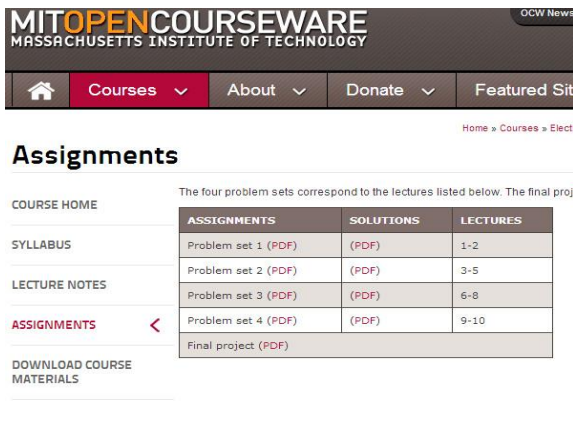 MITOPENCOURSEWARE
MASSACHUSETTS INSTITUTE OF TECHNOLOGY
OCW News
Courses About Donate Featured Sit
Home » Courses » Elect
Assignments
The four problem sets correspond to the lectures listed below. The final proj
COURSE HOME
SYLLABUS
LECTURE NOTES
ASSIGNMENTS
DOWNLOAD COURSE
MATERIALS
ASSIGNMENTS SOLUTIONS LECTURES
Problem set 1 (PDF) (PDF) 1-2
Problem set 2 (PDF) (PDF) 3-5
Problem set 3 (PDF) (PDF) 6-8
Problem set 4 (PDF) (PDF) 9-10
Final project (PDF)